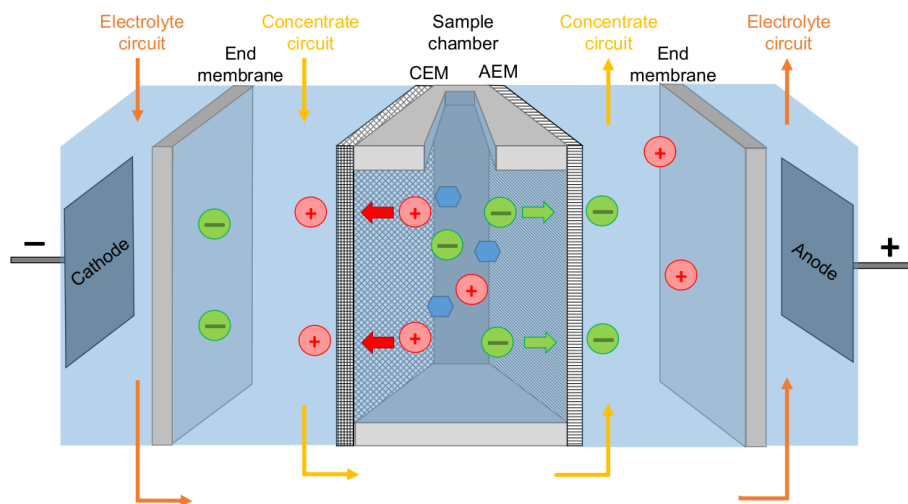 Electrolyte
circuit
Concentrate
circuit
Sample
chamber
Concentrate
circuit
Electrolyte
circuit
End
membrane
CEM
AEM
End
membrane
+
+
−
−
+
−
−
−
Cathode
Anode
+
−
+
+
−
+
+
−
−